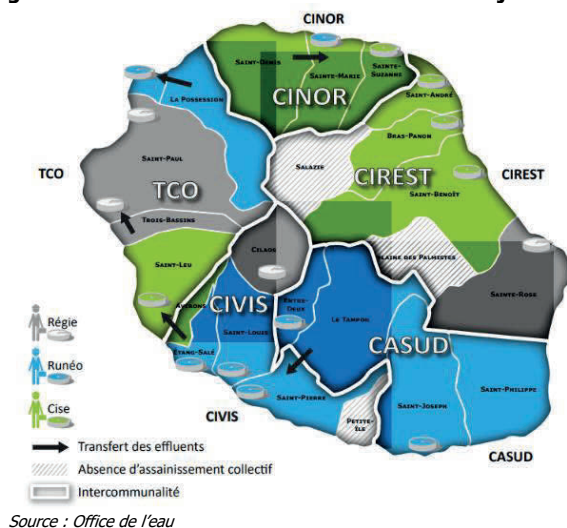 CINOR
SAINT-DENIS
SAINTE-MARIE
SAINTE-
SUZANNE
CINOR
LA POSSESSION
SAINT-ANDRÉ
BRAS-PANON
SALAZIE
SAINT-PAUL
TCO
TCO
CIREST
CIREST
SAINT-BENOÎT
TROIS-BASSINS
CILAOS
PLAINE DES PALMISTES
SAINT-LEU
SAINTE-ROSE
AVIRONS
CIVIS
ENTRE-
DEUX
LE TAMPON
SAINT-LOUIS
CASUD
ETANG-SALÉ
SAINT-PIERRE
SAINT-PHILIPPE
SAINT-JOSEPH
PETITE-
ÎLE
CIVIS
CASUD
Régie
Runéo
Cise
Transfert des effluents
Absence d'assainissement collectif
Intercommunalité
Source : Office de l'eau